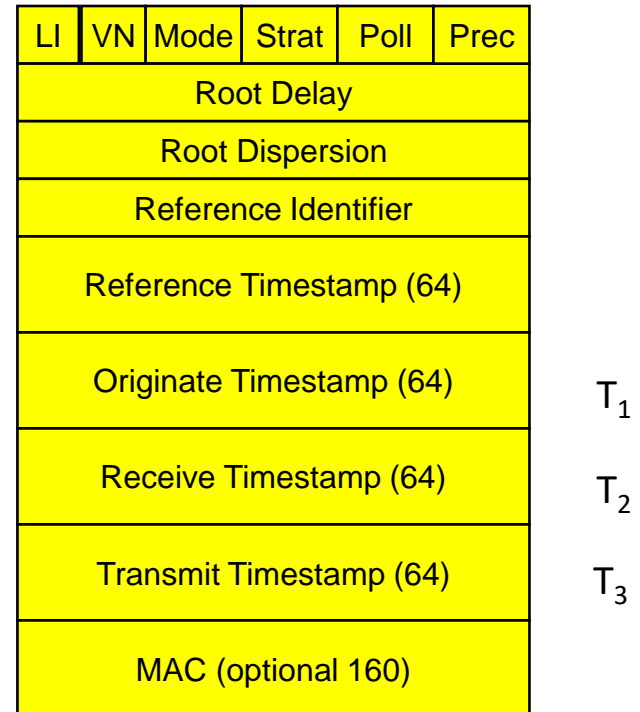 LI VN Mode Strat Poll Prec
Root Delay
Root Dispersion
Reference Identifier
Reference Timestamp (64)
Originate Timestamp (64) T₁
Receive Timestamp (64) T₂
Transmit Timestamp (64) T₃
MAC (optional 160)